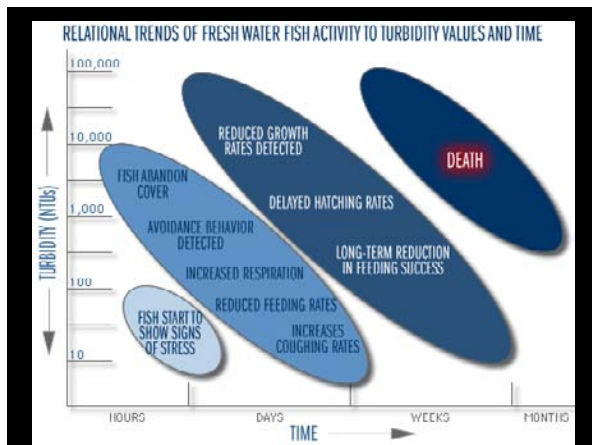 RELATIONAL TRENDS OF FRESH WATER FISH ACTIVITY TO TURBIDITY VALUES AND TIME
100,000
10,000
1,000
100
10
TURBIDITY (NTUs)
REDUCED GROWTH
RATES DETECTED
DEATH
FISH ABANDON
COVER
DELAYED HATCHING RATES
AVOIDANCE BEHAVIOR
DETECTED
LONG-TERM REDUCTION
IN FEEDING SUCCESS
INCREASED RESPIRATION
REDUCED FEEDING RATES
FISH START TO
SHOW SIGNS
OF STRESS
INCREASES
COUGHING RATES
HOURS
DAYS
WEEKS
MONTHS
TIME